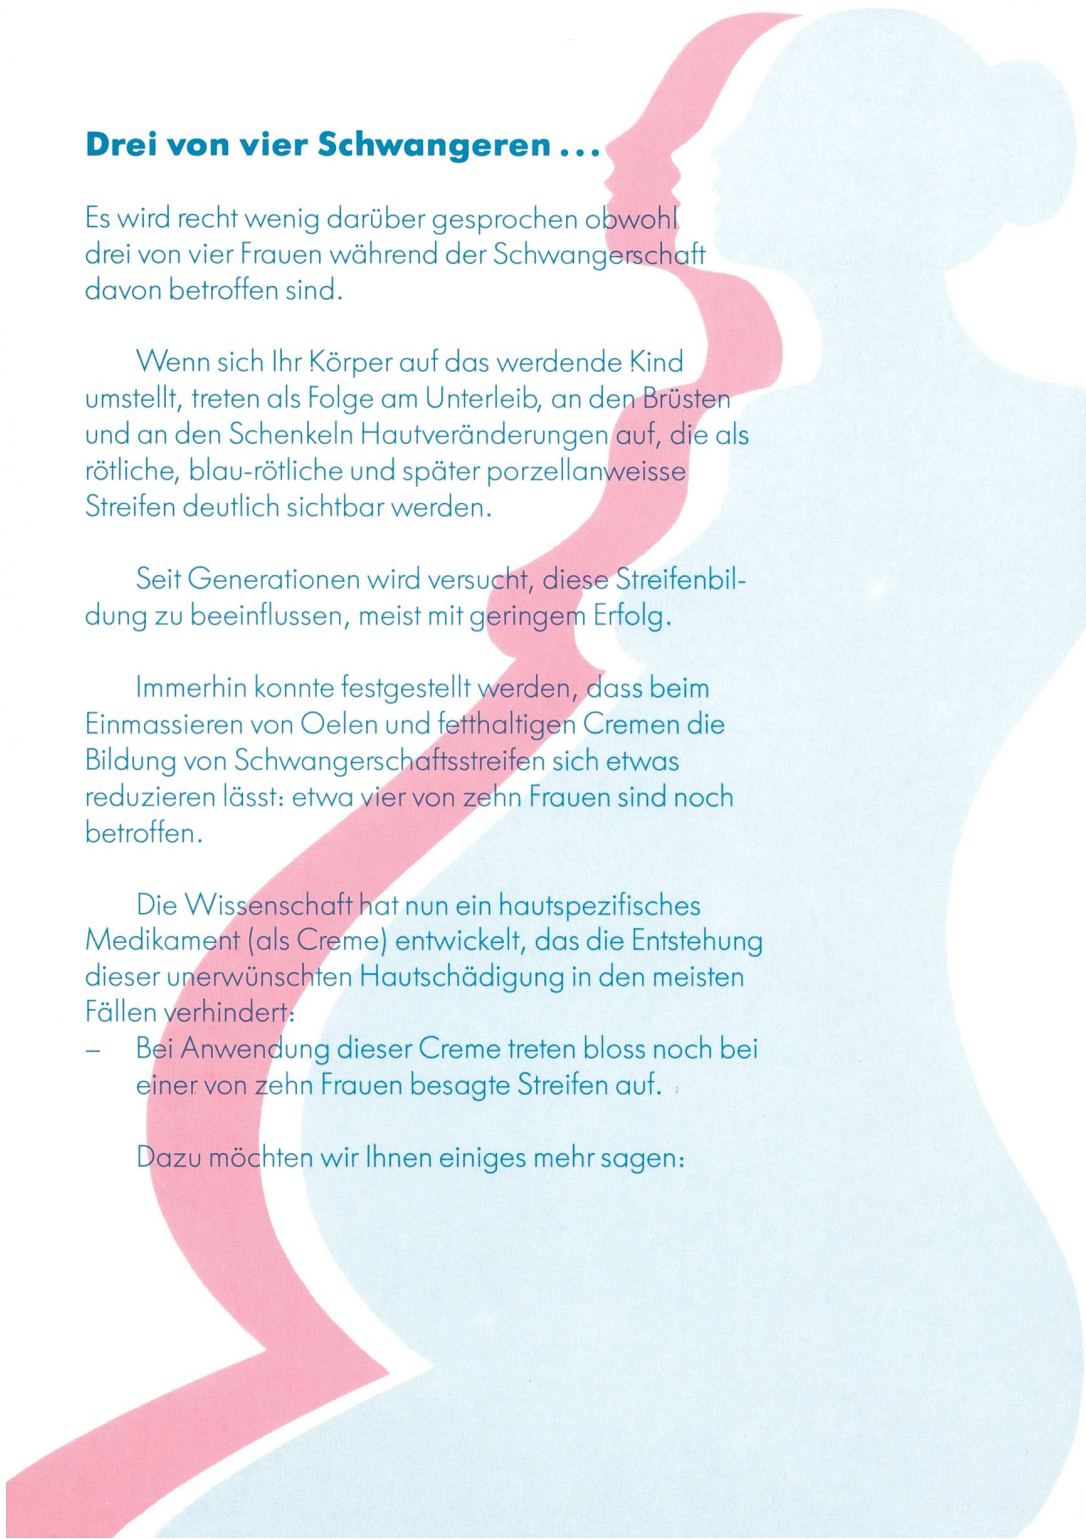 Drei von vier Schwangeren ...
Es wird recht wenig darüber gesprochen obwohl
drei von vier Frauen während der Schwangerschaft
davon betroffen sind.
Wenn sich Ihr Körper auf das werdende Kind
umstellt, treten als Folge am Unterleib, an den Brüsten
und an den Schenkeln Hautveränderungen auf, die als
rötliche, blau-rötliche und später porzellanweisse
Streifen deutlich sichtbar werden.
Seit Generationen wird versucht, diese Streifenbil-
dung zu beeinflussen, meist mit geringem Erfolg.
Immerhin konnte festgestellt werden, dass beim
Einmassieren von Oelen und fetthaltigen Cremen die
Bildung von Schwangerschaftsstreifen sich etwas
reduzieren lässt: etwa vier von zehn Frauen sind noch
betroffen.
Die Wissenschaft hat nun ein hautspezifisches
Medikament (als Creme) entwickelt, das die Entstehung
dieser unerwünschten Hautschädigung in den meisten
Fällen verhindert:
– Bei Anwendung dieser Creme treten bloss noch bei
einer von zehn Frauen besagte Streifen auf.
Dazu möchten wir Ihnen einiges mehr sagen: